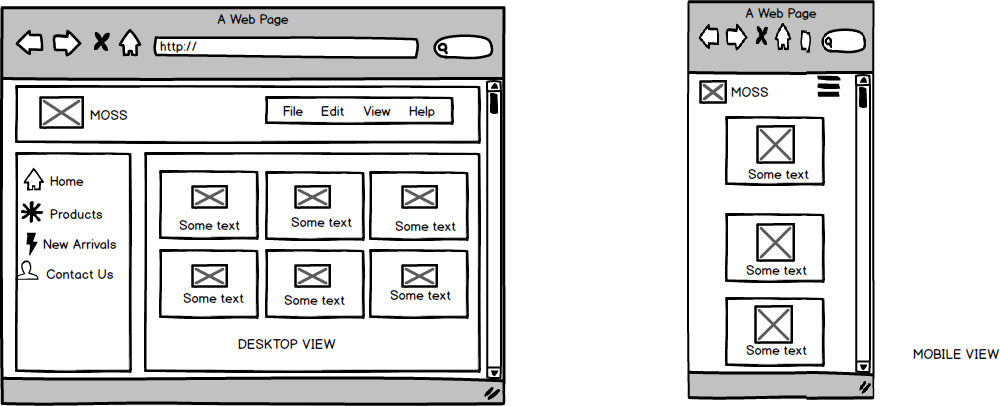 A Web Page
http://
MOSS
File Edit View Help
Home
Products
New Arrivals
Contact Us
Some text Some text Some text
Some text Some text Some text
DESKTOP VIEW
A Web Page
MOSS
Some text
Some text
Some text
MOBILE VIEW